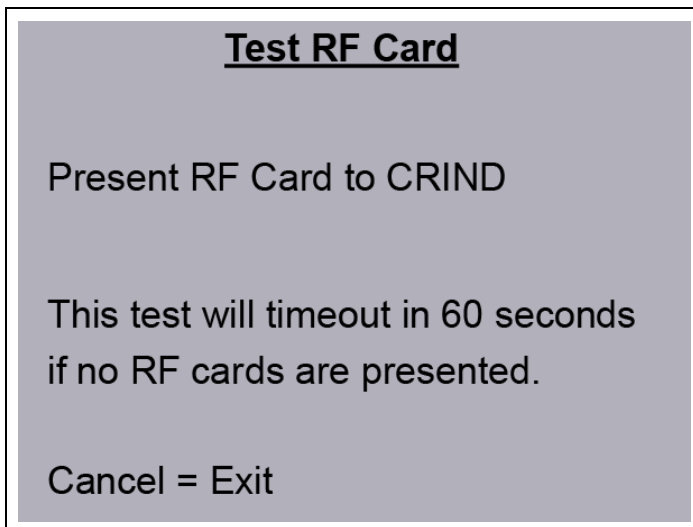 Test RF Card
Present RF Card to CRIND
This test will timeout in 60 seconds
if no RF cards are presented.
Cancel = Exit